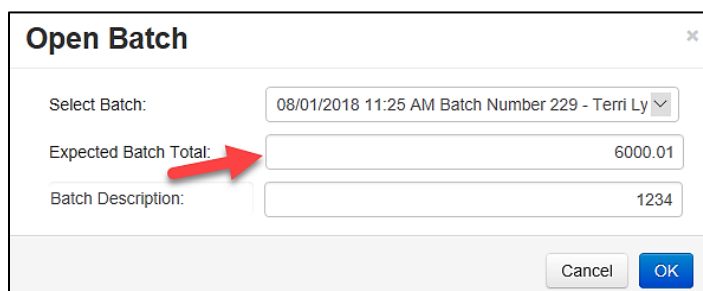 Open Batch
×
Select Batch: 08/01/2018 11:25 AM Batch Number 229 - Terri Ly
Expected Batch Total: 6000.01
Batch Description: 1234
Cancel OK